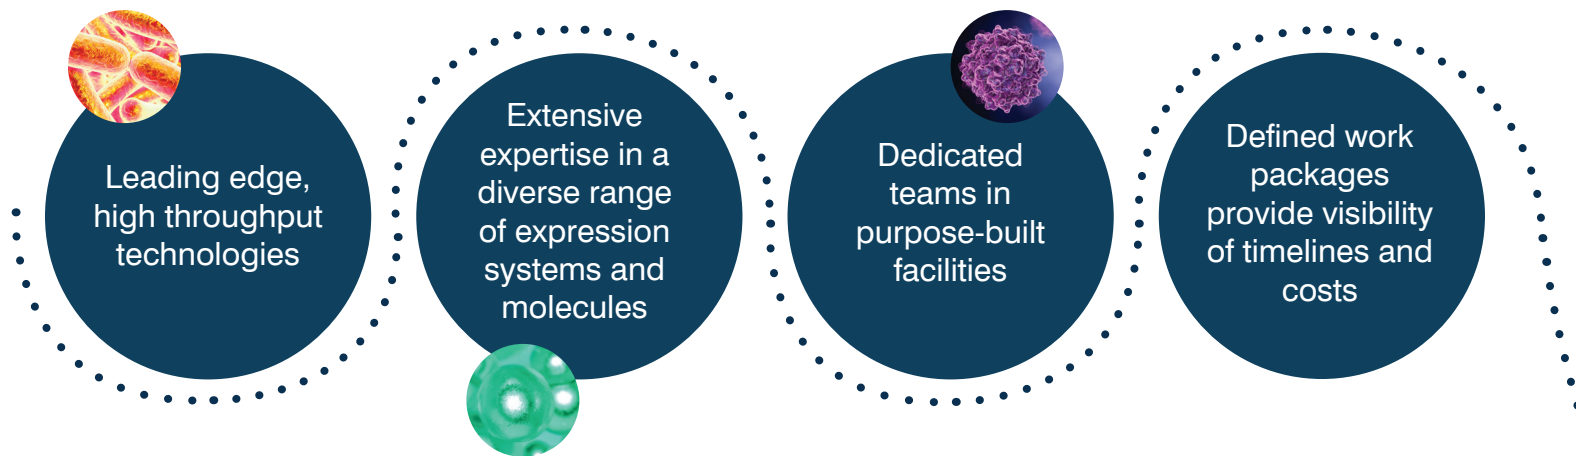 Leading edge,
high throughput
technologies
Extensive
expertise in a
diverse range
of expression
systems and
molecules
Dedicated
teams in
purpose-built
facilities
Defined work
packages
provide visibility
of timelines and
costs